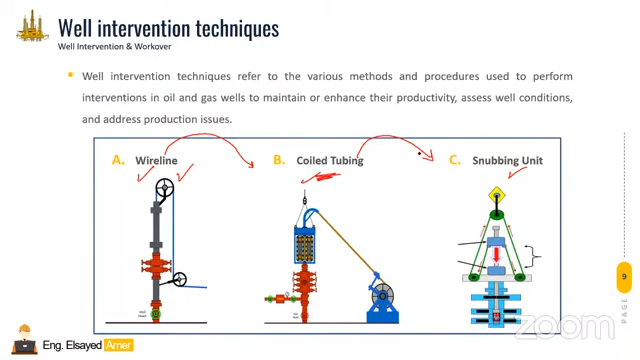 Well intervention techniques
Well Intervention & Workover
Well intervention techniques refer to the various methods and procedures used to perform
interventions in oil and gas wells to maintain or enhance their productivity, assess well conditions,
and address production issues.
A. Wireline
B. Coiled Tubing
C. Snubbing Unit
9
PAGE
Eng. Elsayed Amer
zoom